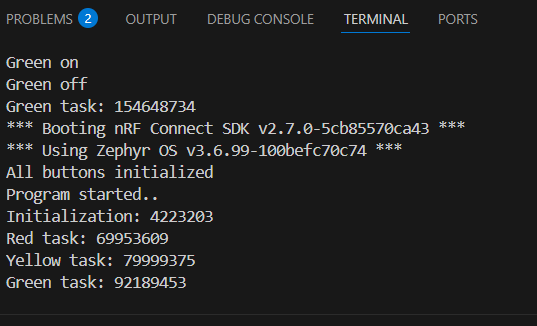 PROBLEMS 2 OUTPUT DEBUG CONSOLE TERMINAL PORTS
Green on
Green off
Green task: 154648734
*** Booting nRF Connect SDK v2.7.0-5cb85570ca43 ***
*** Using Zephyr OS v3.6.99-100befc70c74 ***
All buttons initialized
Program started..
Initialization: 4223203
Red task: 69953609
Yellow task: 79999375
Green task: 92189453